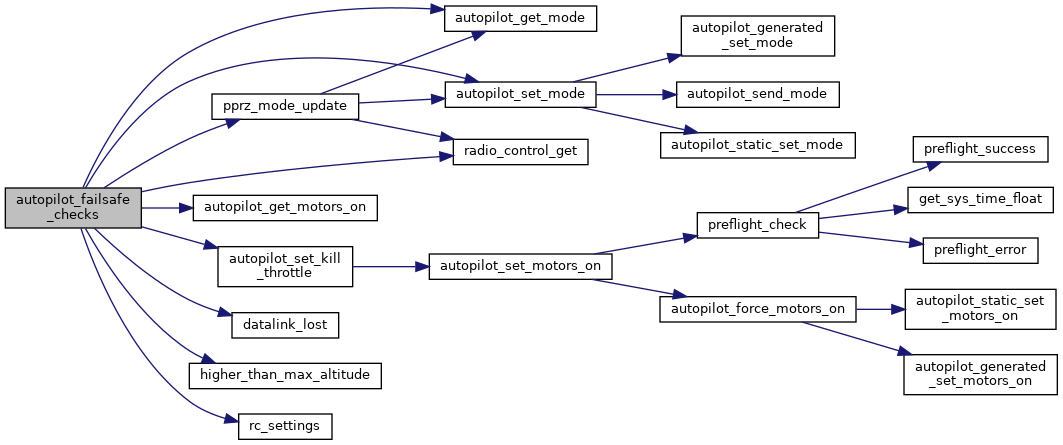 autopilot_failsafe
_checks
autopilot_get_mode
pprz_mode_update
autopilot_set_mode
radio_control_get
autopilot_generated
_set_mode
autopilot_send_mode
autopilot_static_set_mode
autopilot_get_motors_on
autopilot_set_kill
_throttle
autopilot_set_motors_on
preflight_check
preflight_success
get_sys_time_float
preflight_error
autopilot_force_motors_on
autopilot_static_set
_motors_on
autopilot_generated
_set_motors_on
datalink_lost
higher_than_max_altitude
rc_settings